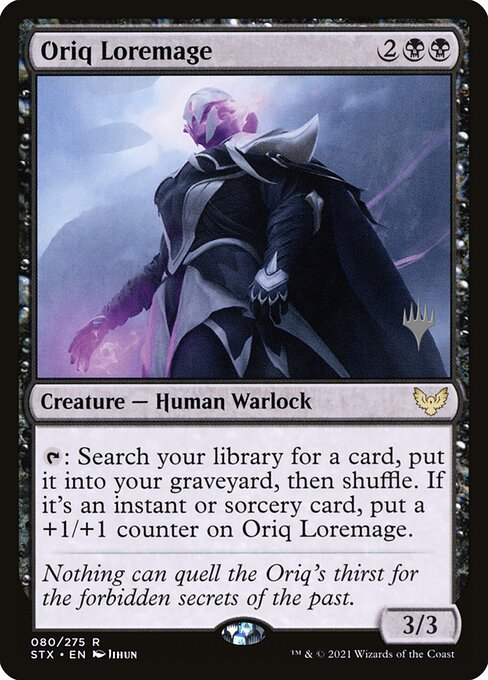 Oriq Loremage 2
Creature — Human Warlock
: Search your library for a card, put
it into your graveyard, then shuffle. If
it's an instant or sorcery card, put a
+1/+1 counter on Oriq Loremage.
Nothing can quell the Oriq's thirst for
the forbidden secrets of the past.
3/3
080/275 R
STX • EN JIHUN
™ & © 2021 Wizards of the Coast